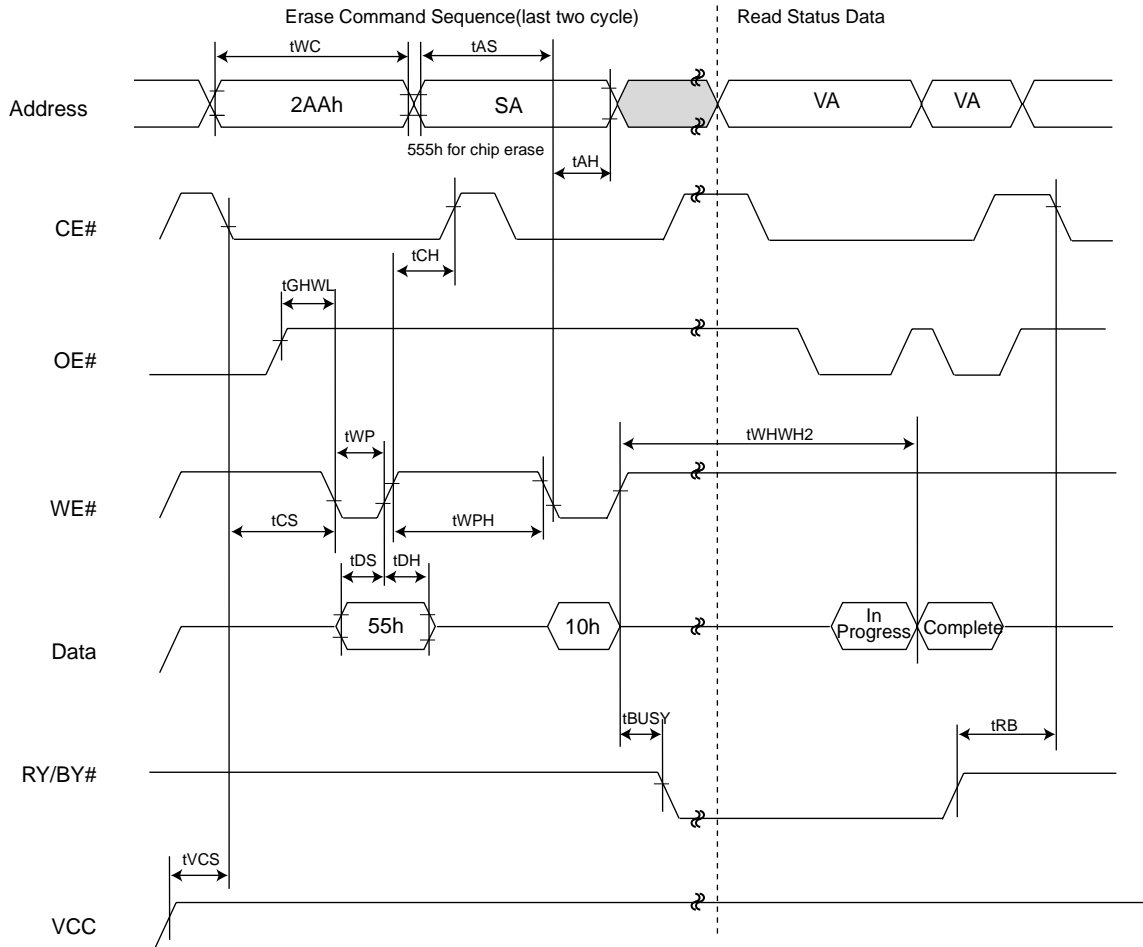 Erase Command Sequence(last two cycle)
Read Status Data
tWC
tAS
Address
2AAh
SA
VA
VA
555h for chip erase
tAH
CE#
tCH
tGHWL
OE#
tWP
tWHWH2
WE#
tCS
tWPH
tDS
tDH
Data
55h
10h
In
Progress
Complete
tBUSY
tRB
RY/BY#
tVCS
VCC